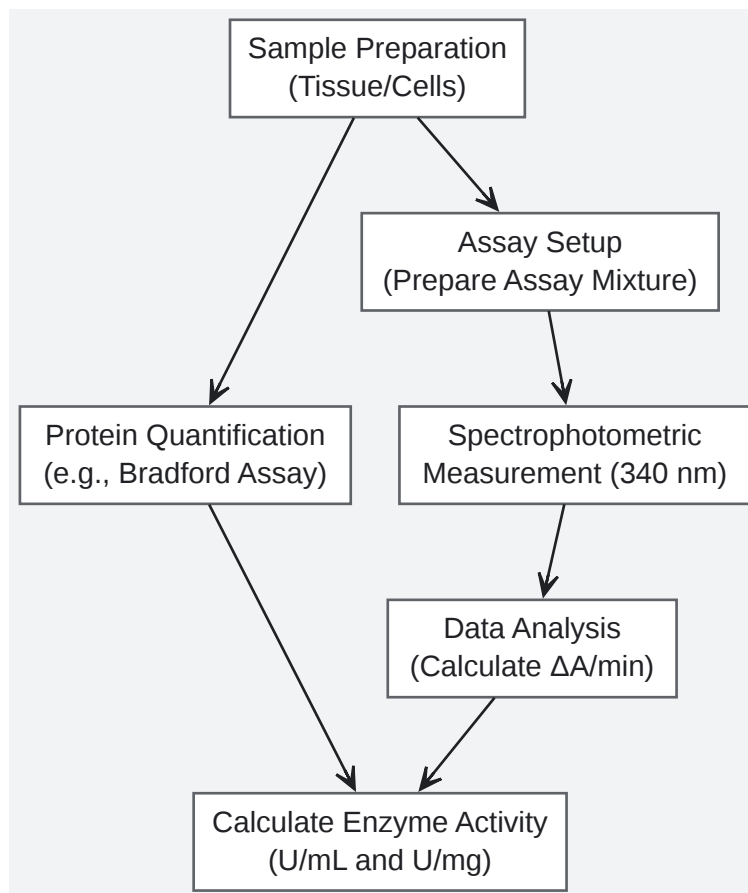 Sample Preparation
(Tissue/Cells)
Assay Setup
(Prepare Assay Mixture)
Protein Quantification
(e.g., Bradford Assay)
Spectrophotometric
Measurement (340 nm)
Data Analysis
(Calculate ΔA/min)
Calculate Enzyme Activity
(U/mL and U/mg)